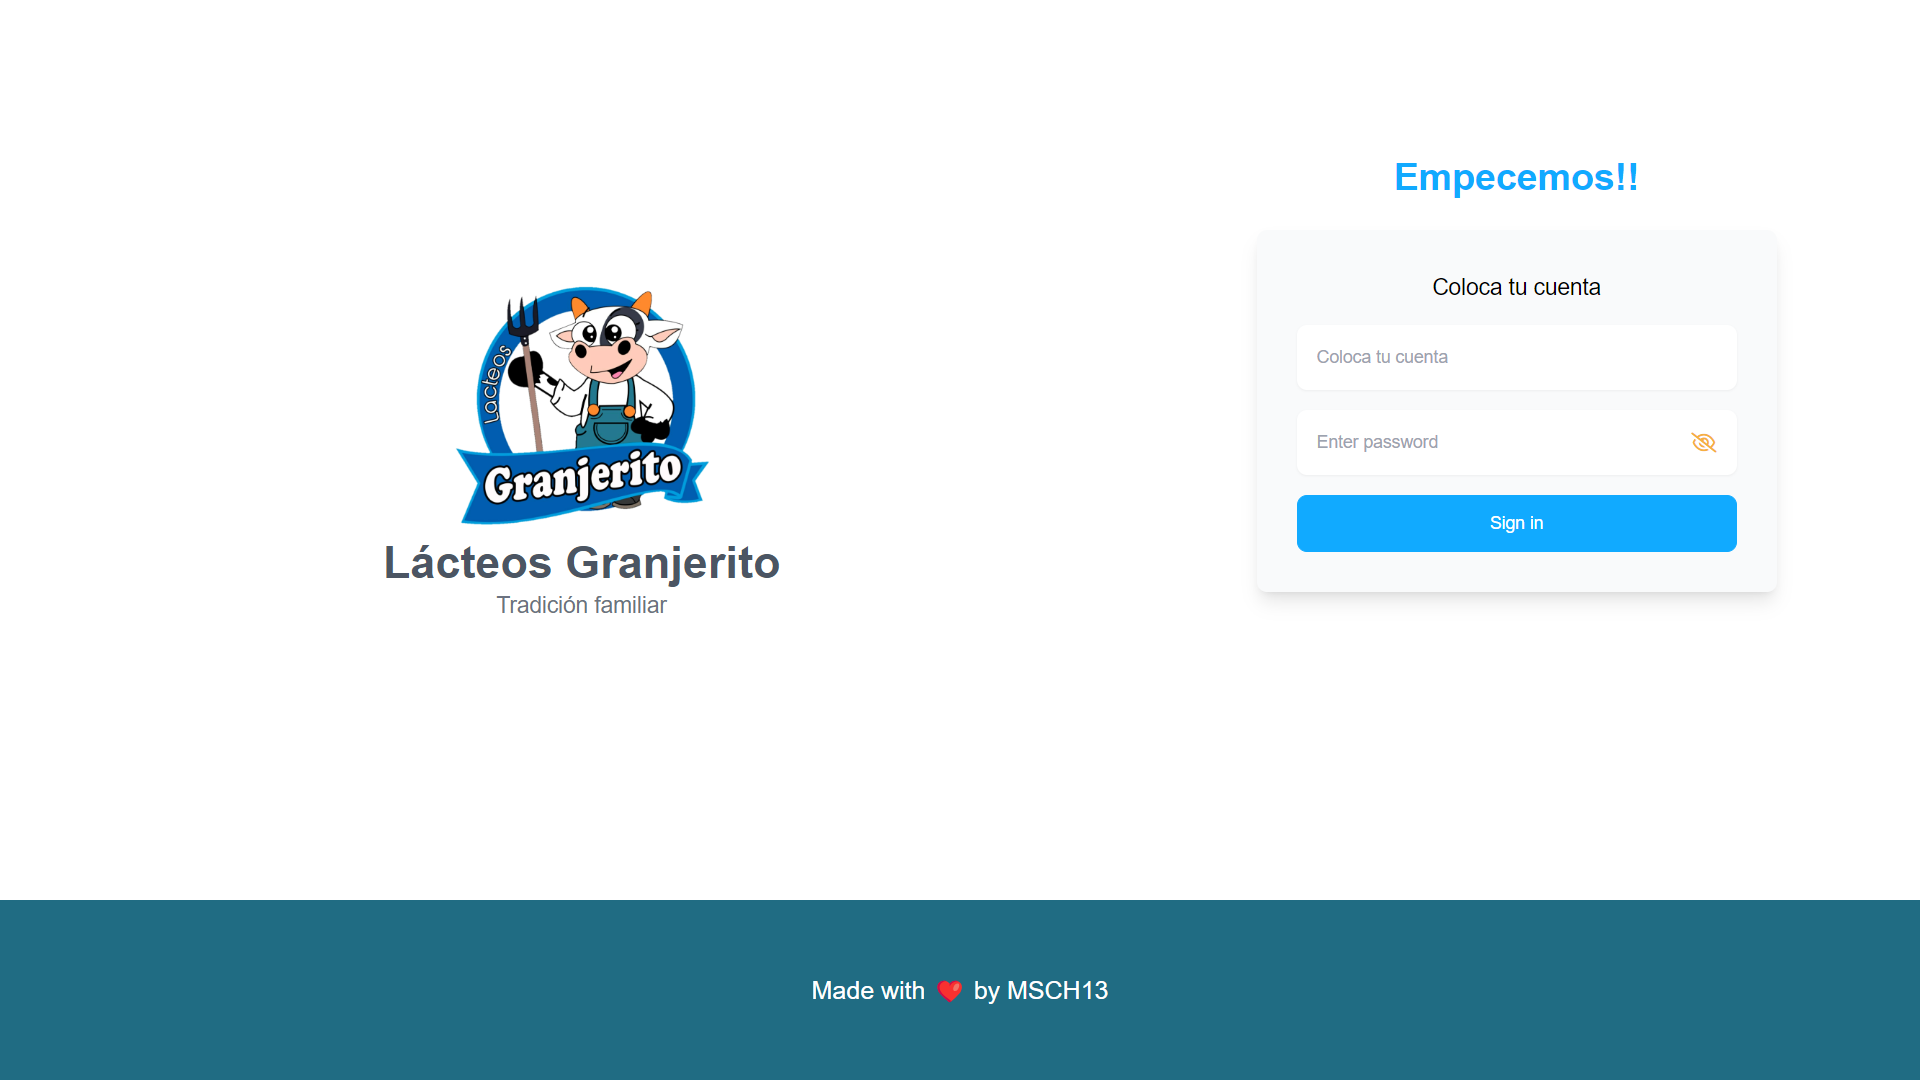 Lacteos
Granjerito
Lácteos Granjerito
Tradición familiar
Empecemos!!
Coloca tu cuenta
Coloca tu cuenta
Enter password
Sign in
Made with ❤️ by MSCH13